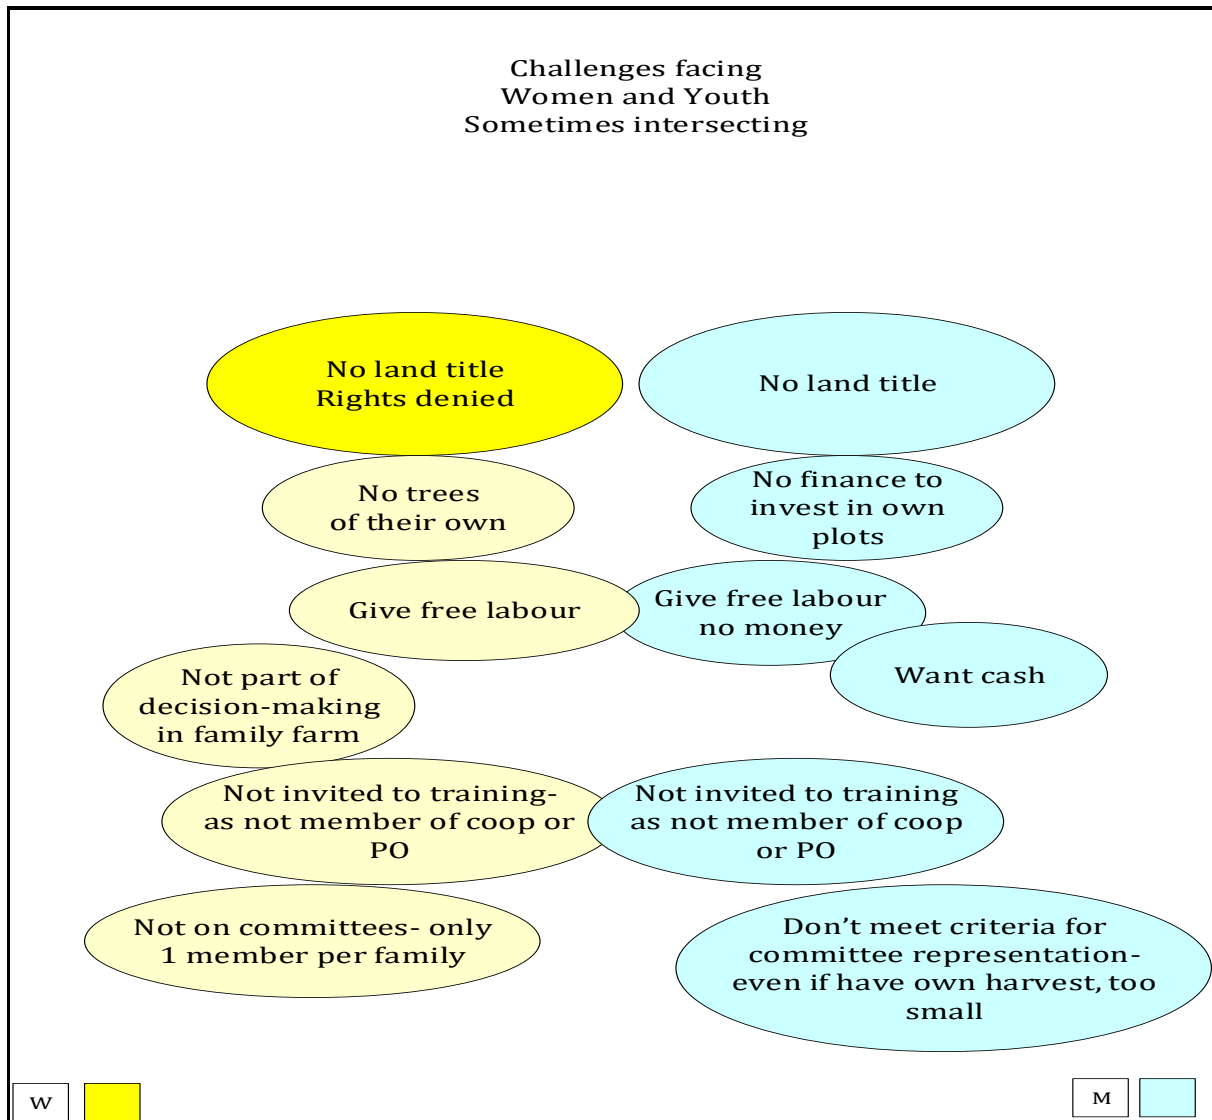 Challenges facing
Women and Youth
Sometimes intersecting
No land title
Rights denied
No land title
No trees
of their own
No finance to
invest in own
plots
Give free labour
Give free labour
no money
Want cash
Not part of
decision-making
in family farm
Not invited to training-
as not member of coop or
PO
Not invited to training
as not member of coop
or PO
Not on committees- only
1 member per family
Don’t meet criteria for
committee representation-
even if have own harvest, too
small
W
M